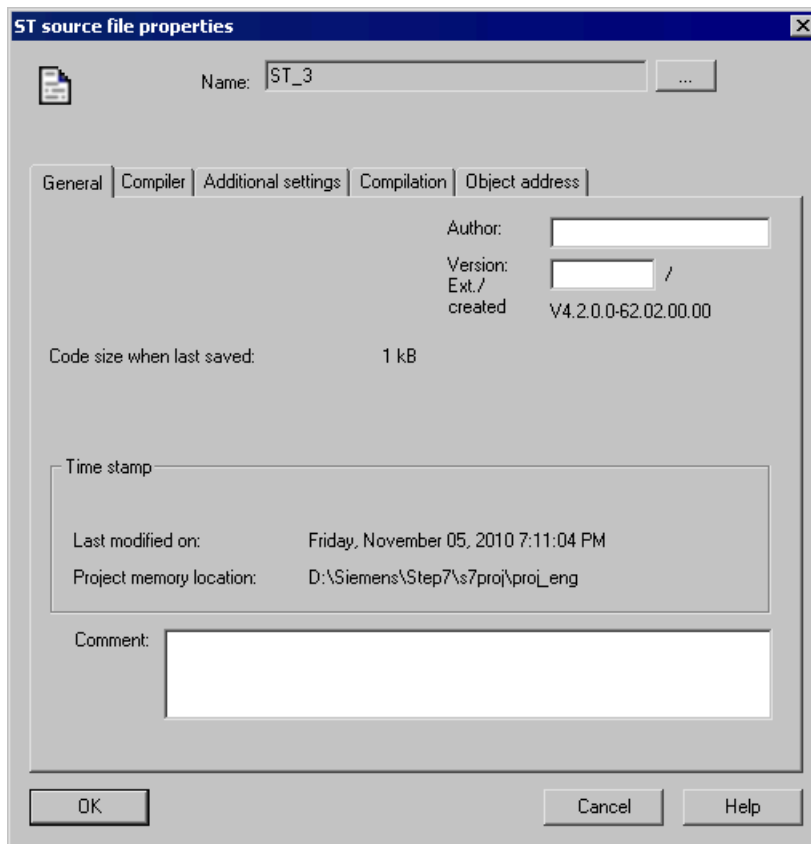 ST source file properties
Name: ST_3 ...
General Compiler Additional settings Compilation Object address
Author:
Version: /
Ext./
created V4.2.0.0-62.02.00.00
Code size when last saved: 1 kB
Time stamp
Last modified on: Friday, November 05, 2010 7:11:04 PM
Project memory location: D:\Siemens\Step7\s7proj\proj_eng
Comment:
OK Cancel Help